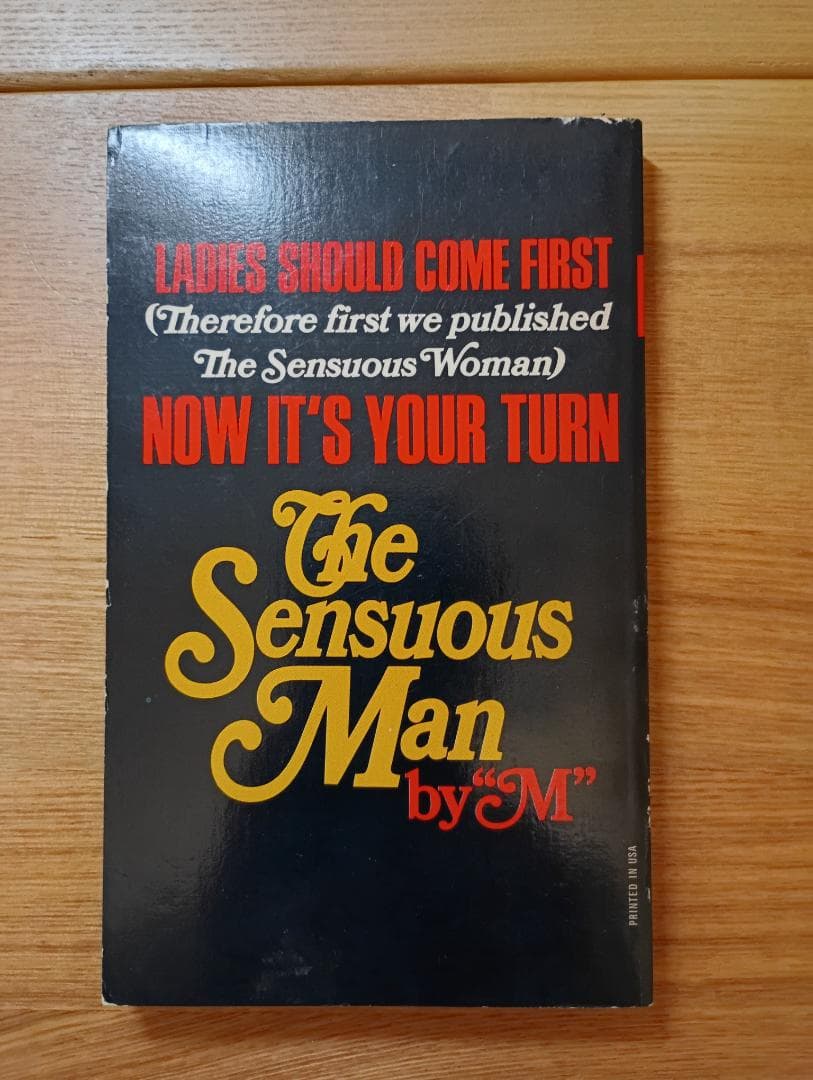 LADIES SHOULD COME FIRST
(Therefore first we published
The Sensuous Woman)
NOW IT'S YOUR TURN
The
Sensuous
Man
by "M"
PRINTED IN USA